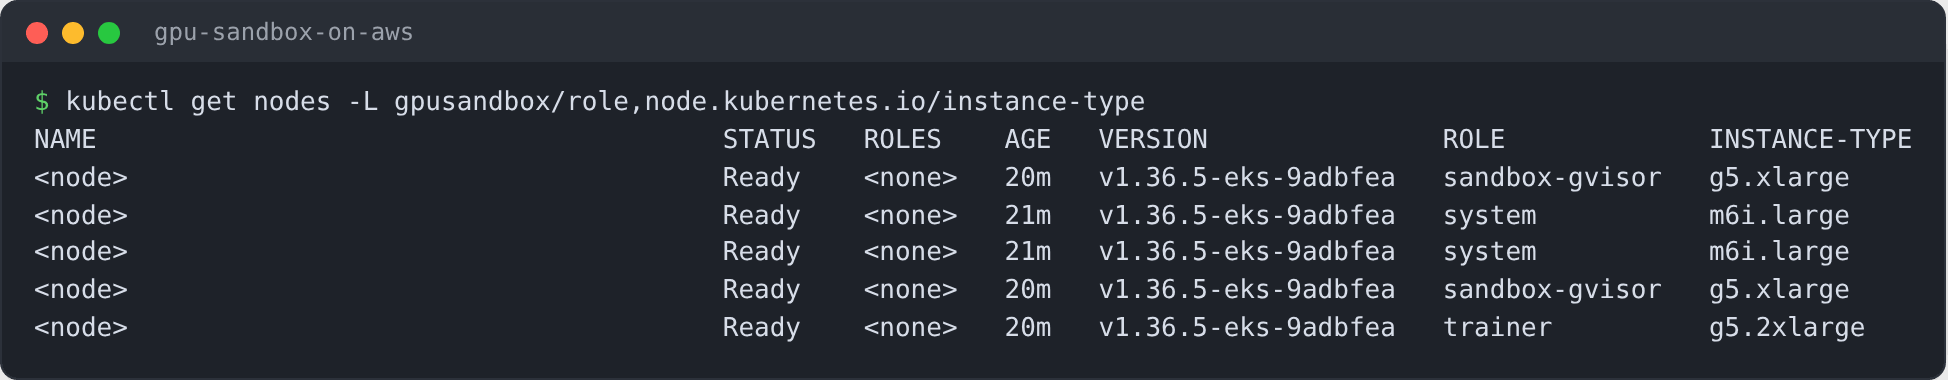 gpu-sandbox-on-aws
$ kubectl get nodes -L gpusandbox/role,node.kubernetes.io/instance-type
NAME                                        STATUS   ROLES    AGE   VERSION               ROLE             INSTANCE-TYPE
<node>                                      Ready    <none>   20m   v1.36.5-eks-9adbfea   sandbox-gvisor   g5.xlarge
<node>                                      Ready    <none>   21m   v1.36.5-eks-9adbfea   system           m6i.large
<node>                                      Ready    <none>   21m   v1.36.5-eks-9adbfea   system           m6i.large
<node>                                      Ready    <none>   20m   v1.36.5-eks-9adbfea   sandbox-gvisor   g5.xlarge
<node>                                      Ready    <none>   20m   v1.36.5-eks-9adbfea   trainer          g5.2xlarge